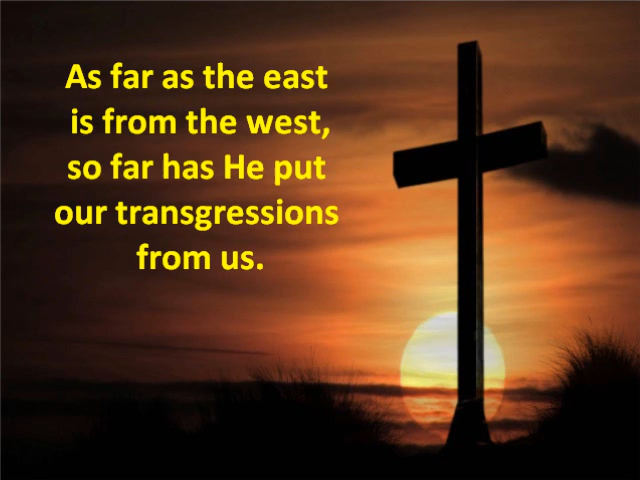 As far as the east
is from the west,
so far has He put
our transgressions
from us.